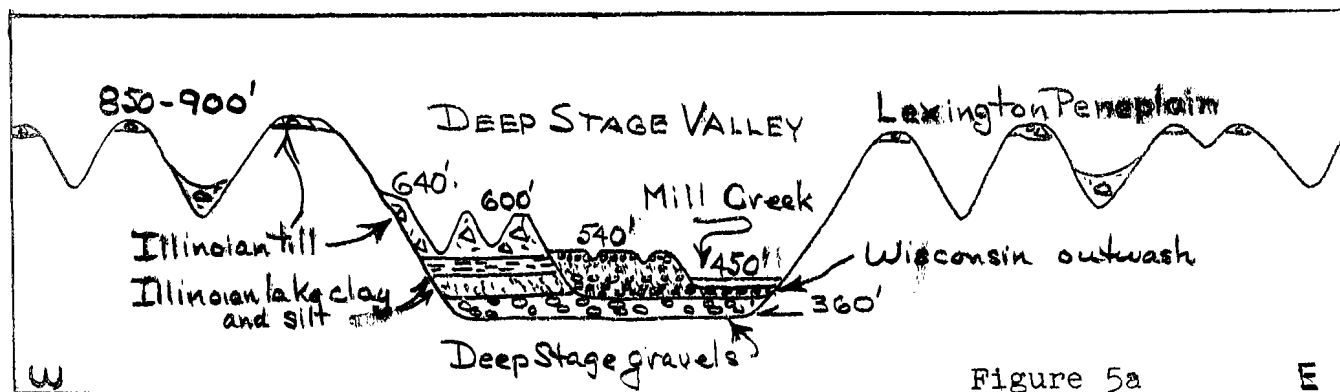 850-900'
DEEP STAGE VALLEY
Lexington Peneplain
640'
600'
Mill Creek
540'
450'
Illinoian till
Wisconsin outwash
Illinoian lake clay
and silt
360'
Deep Stage gravels
Figure 5a
W
E